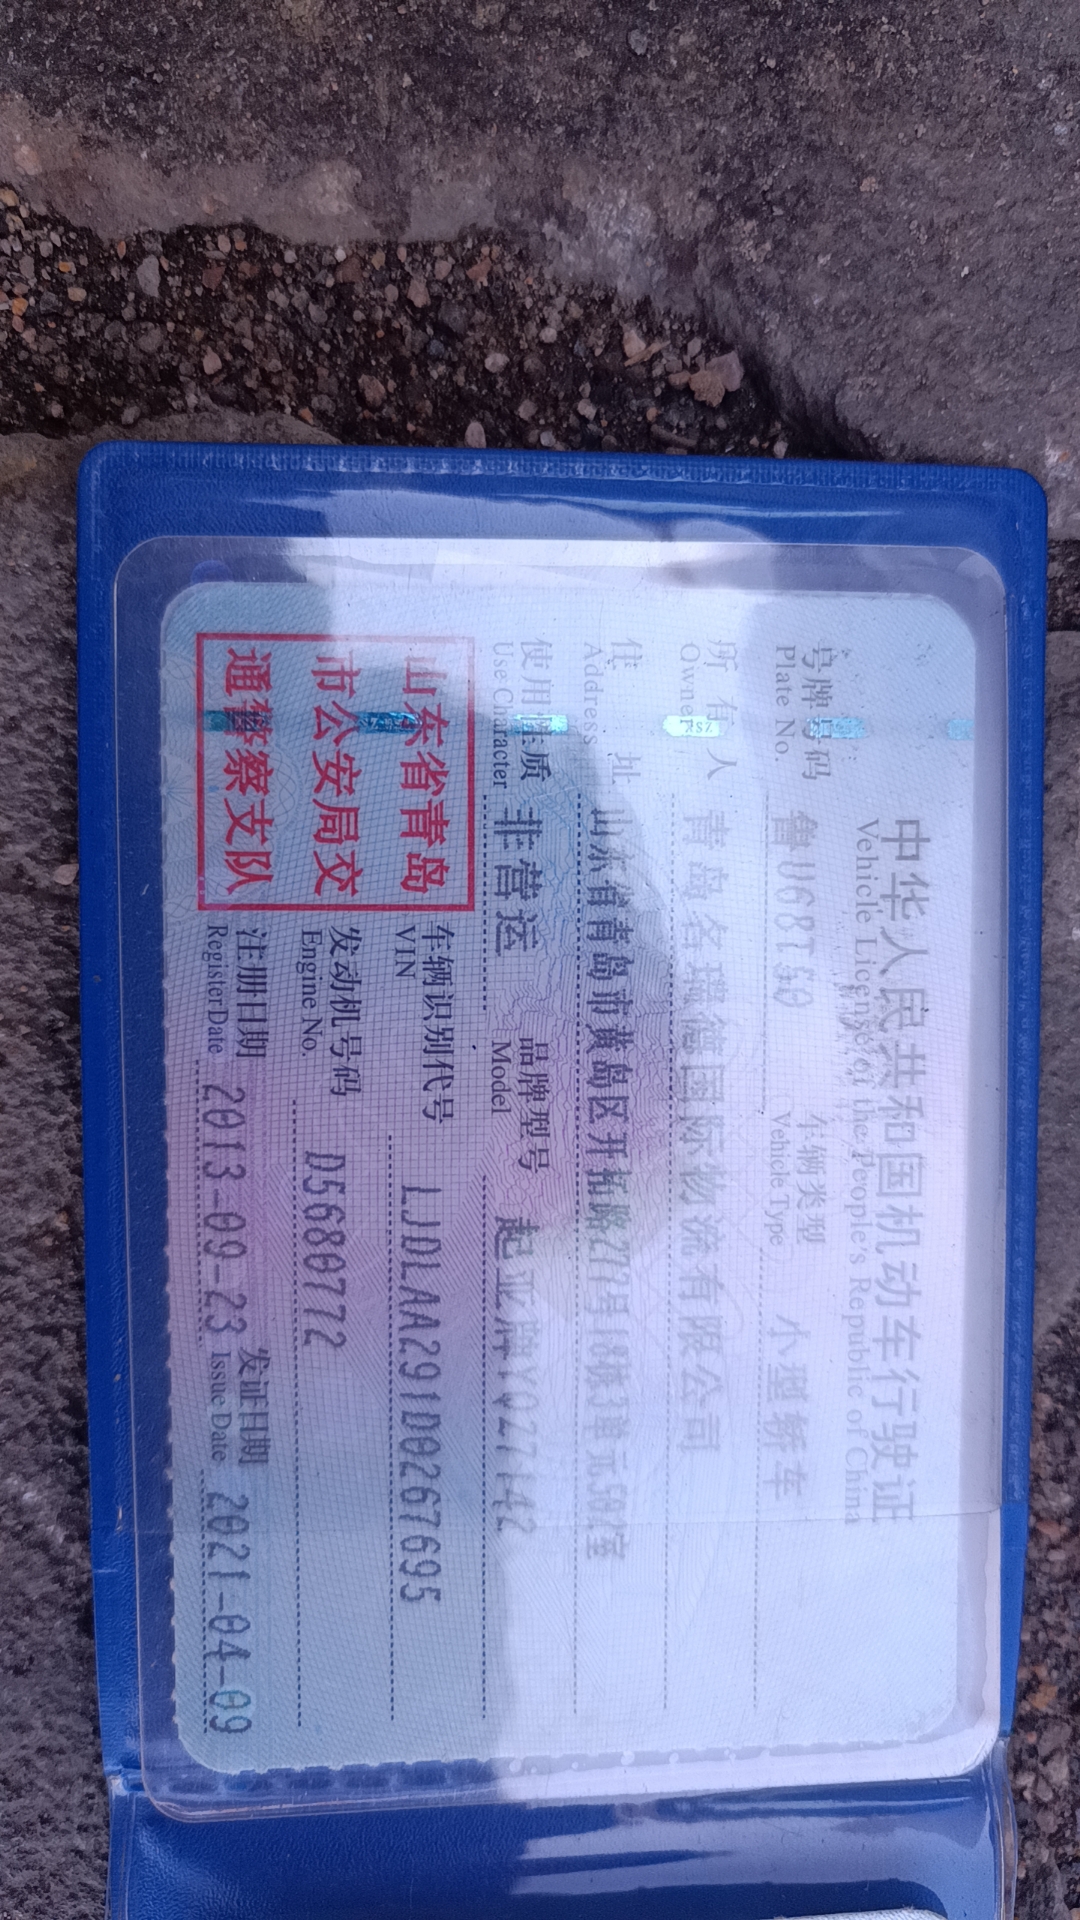 中华人民共和国机动车行驶证
Vehicle License of the People's Republic of China
号牌号码 鲁U68T50 车辆类型 小型轿车
Plate No. Vehicle Type
所有人 青岛名瑞德国际物流有限公司
Owner
住址 山东省青岛市黄岛区开拓路277号18栋3单元501室
Address
使用性质 非营运 品牌型号 起亚牌YQZ7142
Use Character Model
山东省青岛
市公安局交
通警察支队
车辆识别代号 LJDLAA291D0267695
VIN
发动机号码 D5680772
Engine No.
注册日期 2013-09-23 发证日期 2021-04-09
Register Date Issue Date